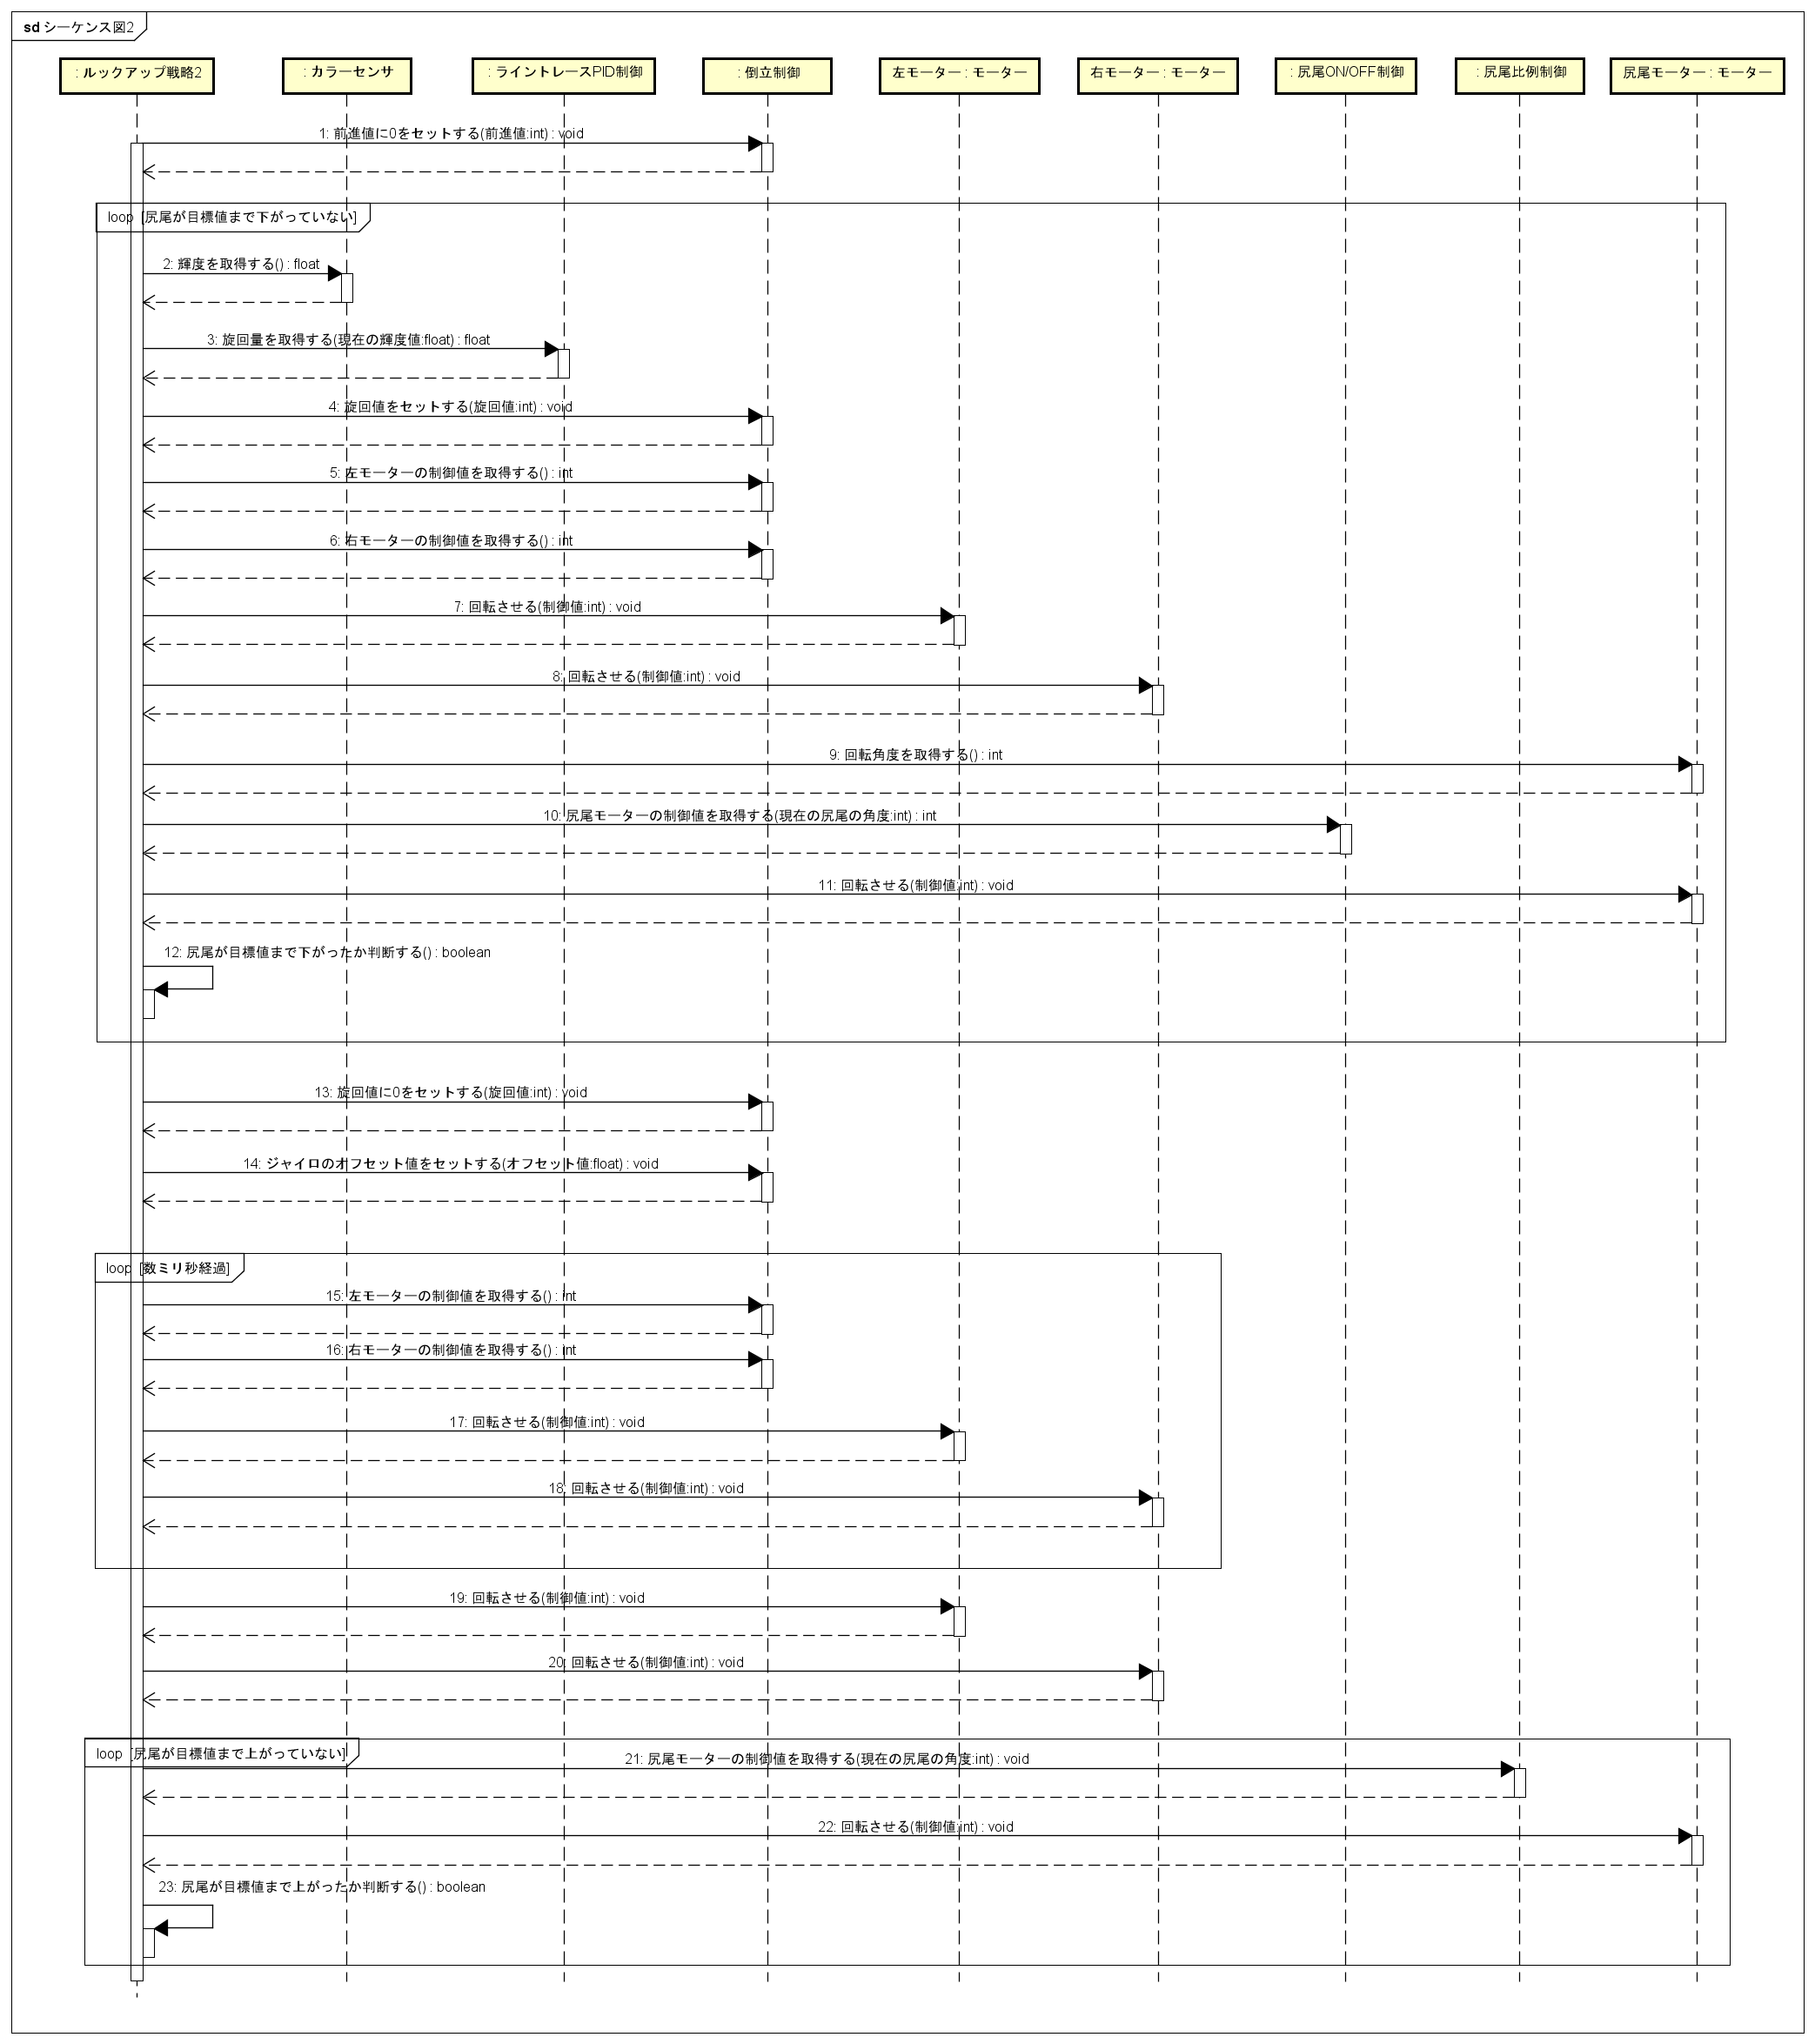 sd シーケンス図2
: ルックアップ戦略2
: カラーセンサ
: ライントレースPID制御
: 倒立制御
左モーター : モーター
右モーター : モーター
: 尻尾ON/OFF制御
: 尻尾比例制御
尻尾モーター : モーター
1: 前進値に0をセットする(前進値:int) : void
loop [尻尾が目標値まで下がっていない]
2: 輝度を取得する() : float
3: 旋回量を取得する(現在の輝度値:float) : float
4: 旋回値をセットする(旋回値:int) : void
5: 左モーターの制御値を取得する() : int
6: 右モーターの制御値を取得する() : int
7: 回転させる(制御値:int) : void
8: 回転させる(制御値:int) : void
9: 回転角度を取得する() : int
10: 尻尾モーターの制御値を取得する(現在の尻尾の角度:int) : int
11: 回転させる(制御値:int) : void
12: 尻尾が目標値まで下がったか判断する() : boolean
13: 旋回値に0をセットする(旋回値:int) : void
14: ジャイロのオフセット値をセットする(オフセット値:float) : void
loop [数ミリ秒経過]
15: 左モーターの制御値を取得する() : int
16: 右モーターの制御値を取得する() : int
17: 回転させる(制御値:int) : void
18: 回転させる(制御値:int) : void
19: 回転させる(制御値:int) : void
20: 回転させる(制御値:int) : void
loop [尻尾が目標値まで上がっていない]
21: 尻尾モーターの制御値を取得する(現在の尻尾の角度:int) : void
22: 回転させる(制御値:int) : void
23: 尻尾が目標値まで上がったか判断する() : boolean